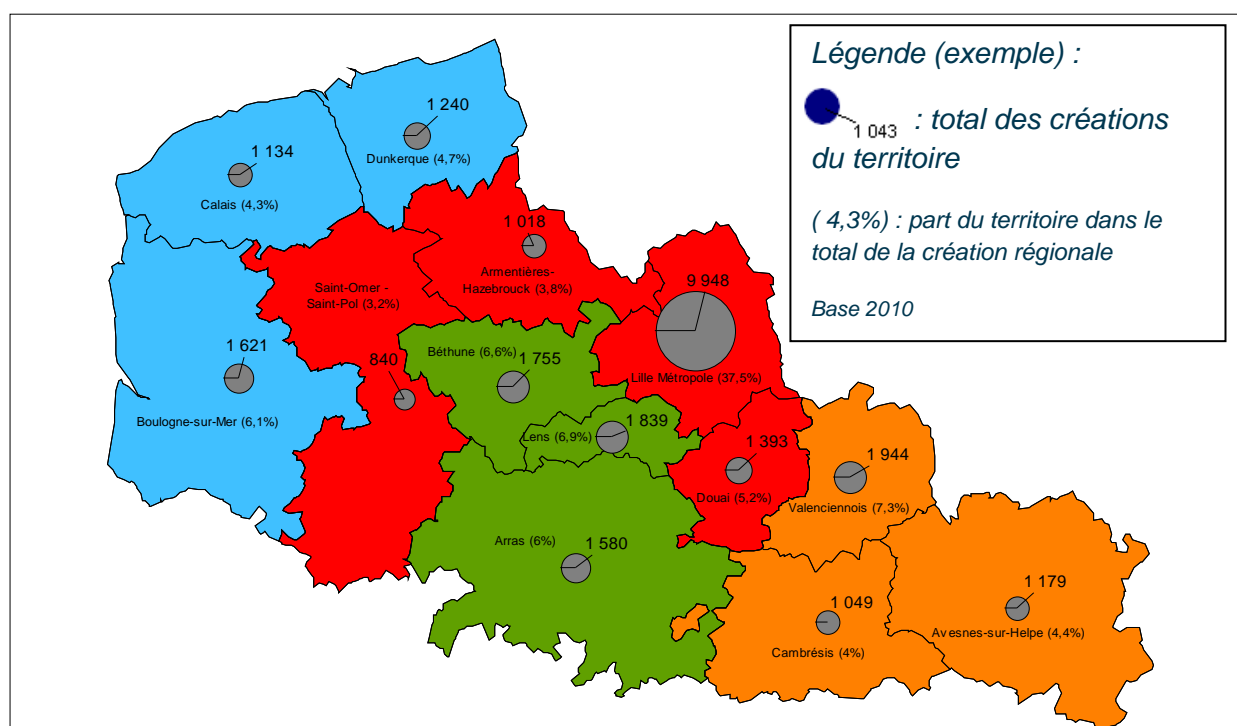 Légende (exemple) :
1 043 : total des créations
du territoire
( 4,3%) : part du territoire dans le
total de la création régionale
Base 2010
1 240
Dunkerque (4,7%)
1 134
Calais (4,3%)
1 018
Armentières-
Hazebrouck (3,8%)
9 948
Lille Métropole (37,5%)
Saint-Omer -
Saint-Pol (3,2%)
840
1 621
Boulogne-sur-Mer (6,1%)
Béthune (6,6%)
1 755
1 839
Lens (6,9%)
1 393
Douai (5,2%)
1 944
Valenciennois (7,3%)
Arras (6%)
1 580
1 049
Cambrésis (4%)
1 179
Avesnes-sur-Helpe (4,4%)